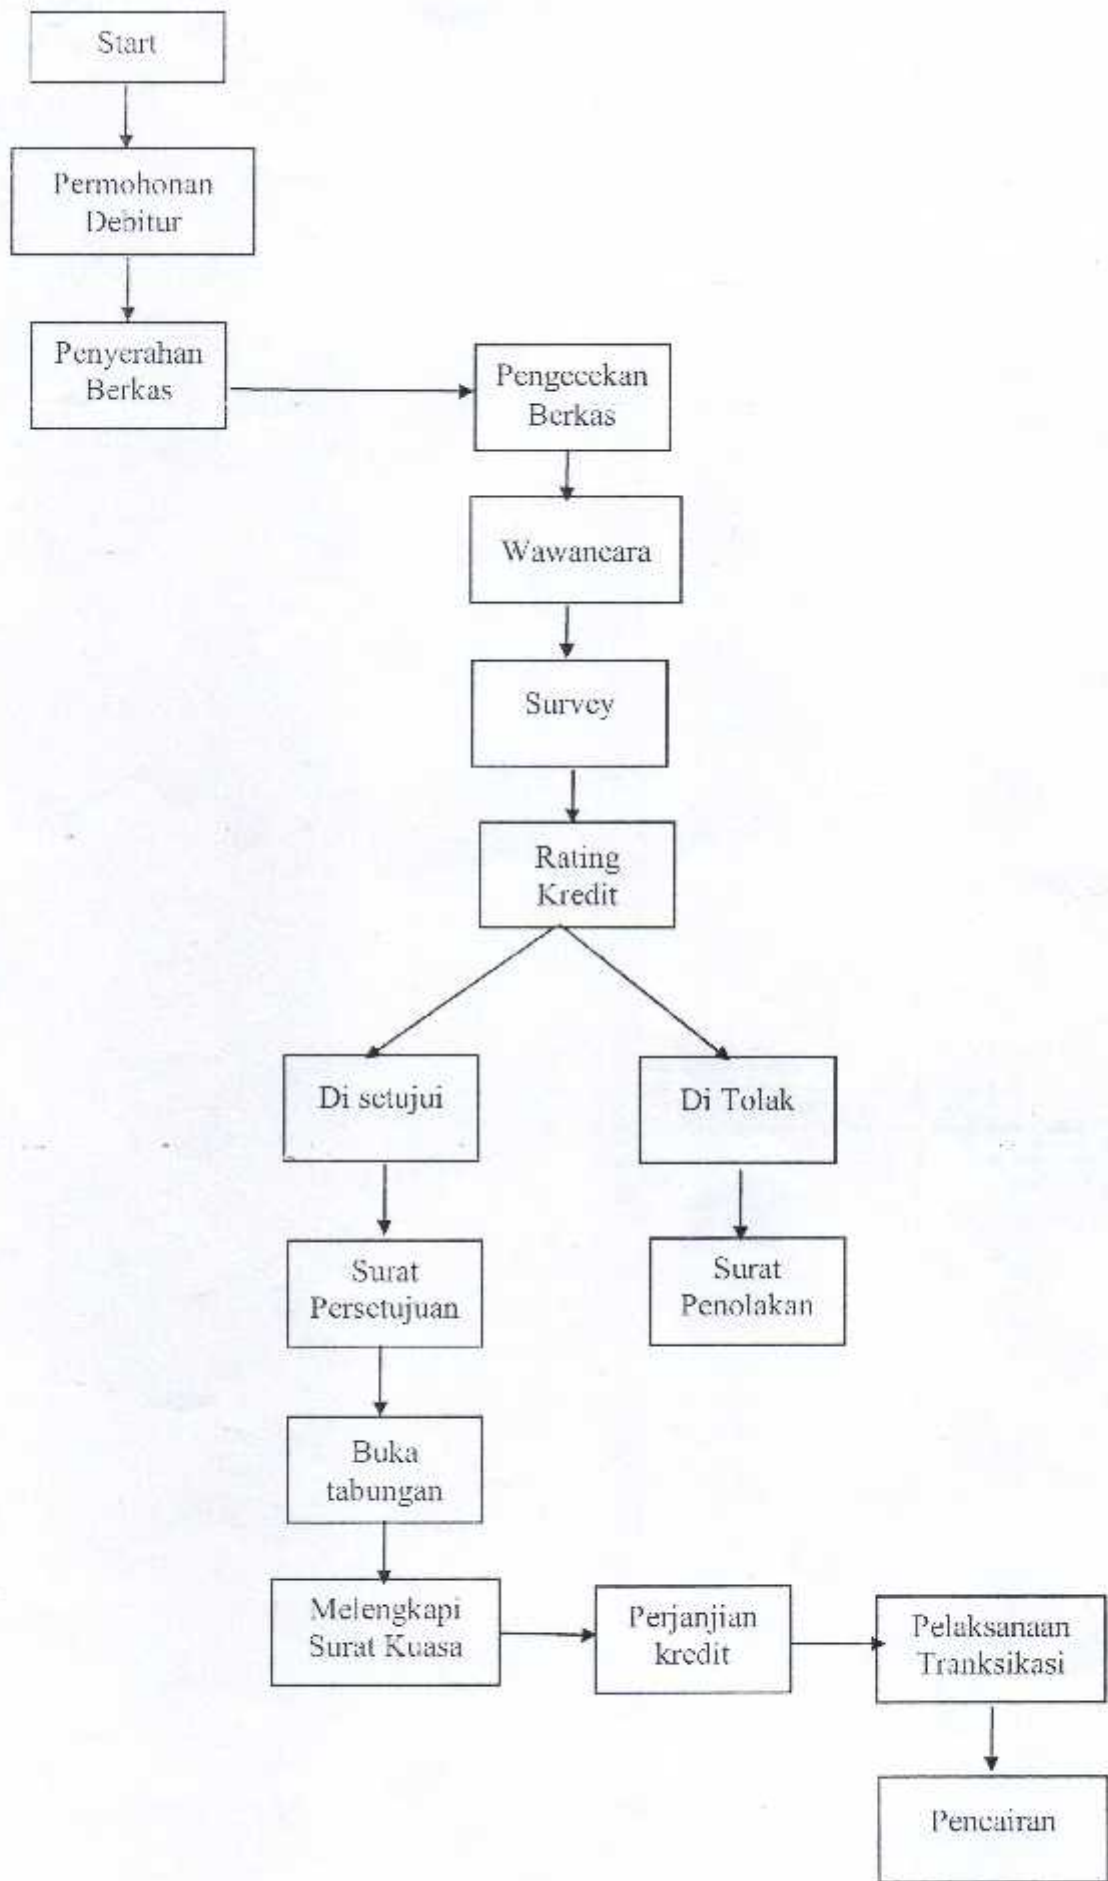 Start
Permohonan
Debitur
Penyerahan
Berkas
Pengecekan
Berkas
Wawancara
Survey
Rating
Kredit
Di setujui
Di Tolak
Surat
Persetujuan
Surat
Penolakan
Buka
tabungan
Melengkapi
Surat Kuasa
Perjanjian
kredit
Pelaksanaan
Tranksikasi
Pencairan